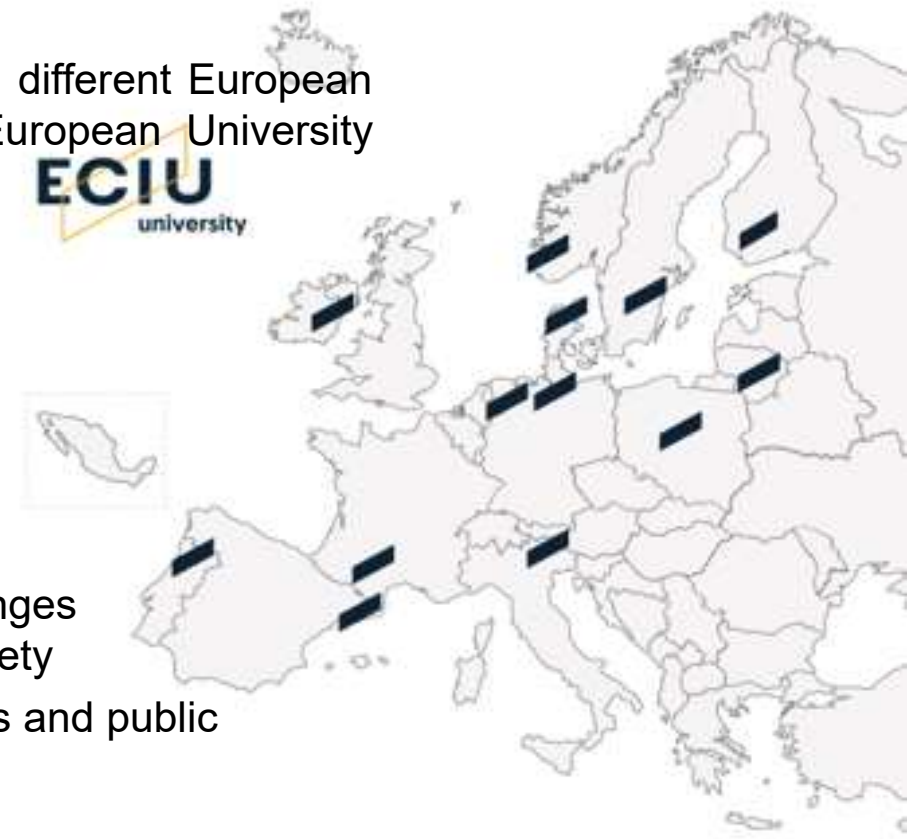 different European
European University
ECIU
university
nges
ety
s and public